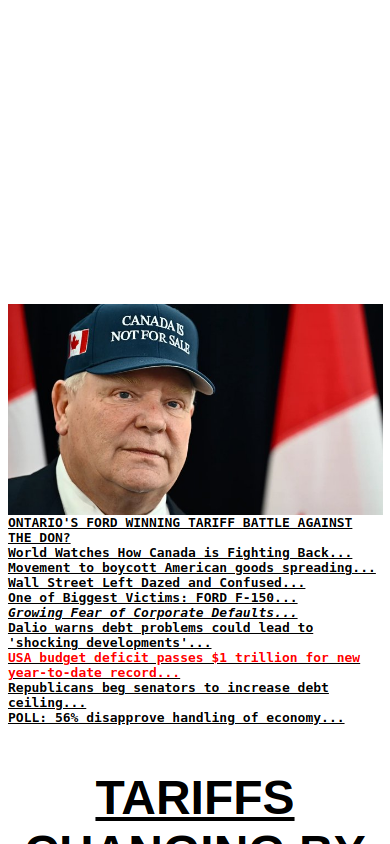 CANADA IS
NOT FOR SALE
ONTARIO'S FORD WINNING TARIFF BATTLE AGAINST
THE DON?
World Watches How Canada is Fighting Back...
Movement to boycott American goods spreading...
Wall Street Left Dazed and Confused...
One of Biggest Victims: FORD F-150...
Growing Fear of Corporate Defaults...
Dalio warns debt problems could lead to
'shocking developments'...
USA budget deficit passes $1 trillion for new
year-to-date record...
Republicans beg senators to increase debt
ceiling...
POLL: 56% disapprove handling of economy...
TARIFFS
CHANGING BY